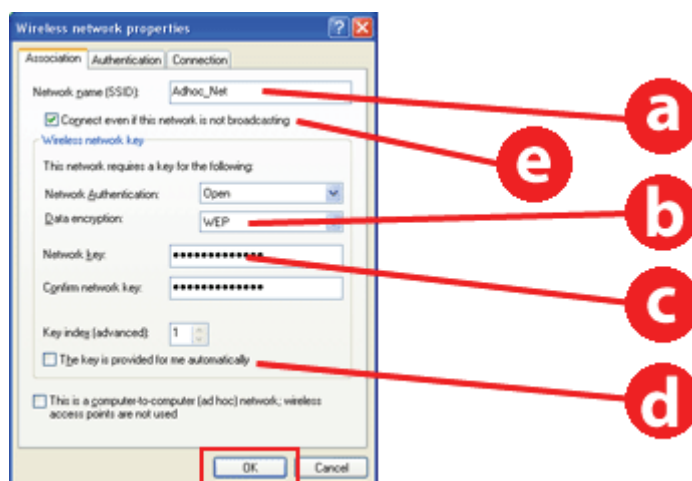 Wireless network properties
Association Authentication Connection
Network name (SSID): Adhoc_Net
Connect even if this network is not broadcasting
Wireless network key
This network requires a key for the following:
Network Authentication: Open
Data encryption: WEP
Network key: •••••••••••••
Confirm network key: •••••••••••••
Key index (advanced): 1
The key is provided for me automatically
This is a computer-to-computer (ad hoc) network; wireless
access points are not used
OK Cancel
a
e
b
c
d